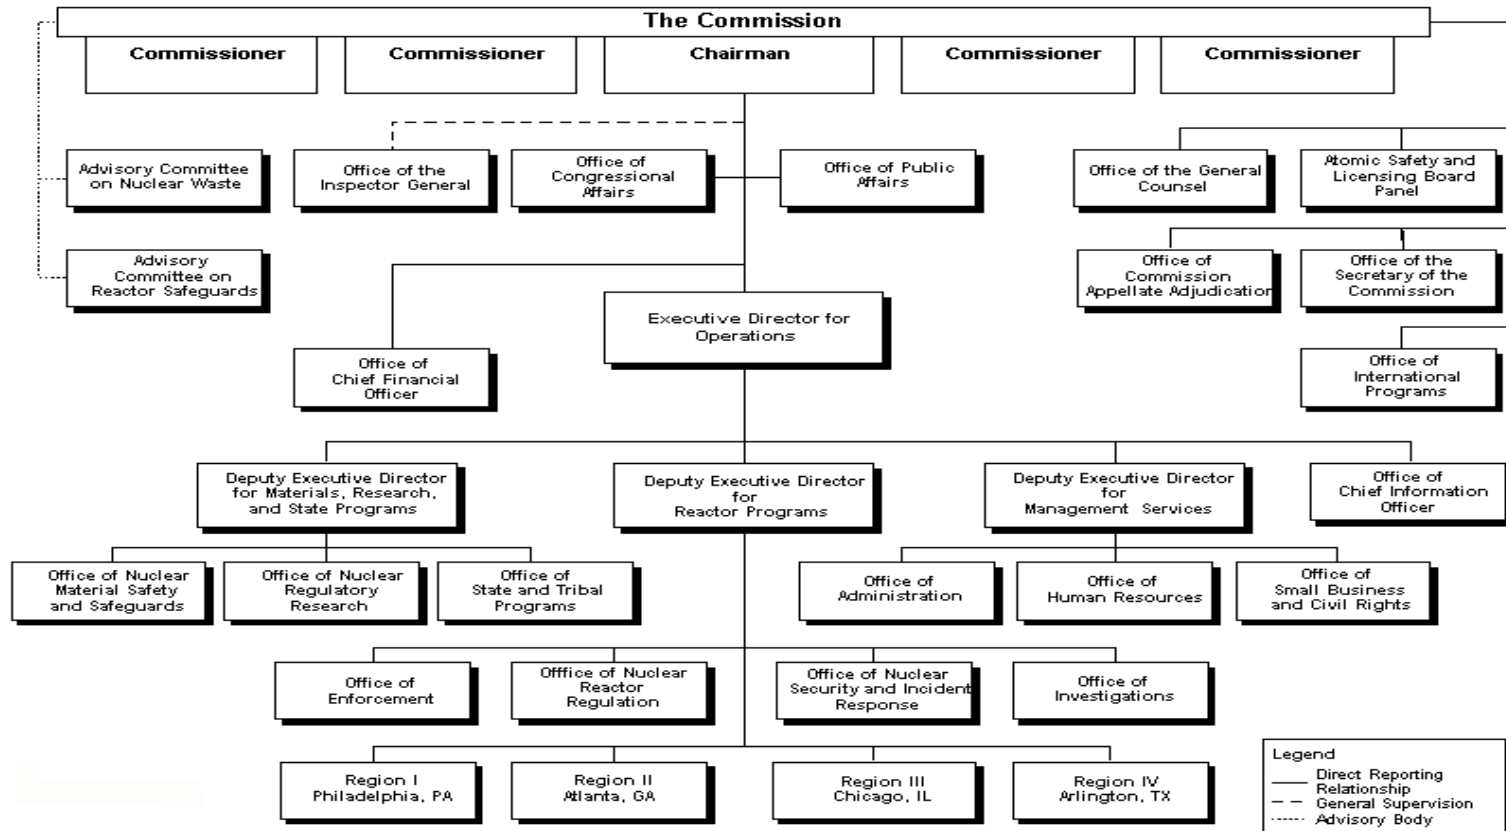 The Commission
Commissioner
Commissioner
Chairman
Commissioner
Commissioner
Advisory Committee
on Nuclear Waste
Office of the
Inspector General
Office of
Congressional
Affairs
Office of Public
Affairs
Office of the General
Counsel
Atomic Safety and
Licensing Board
Panel
Advisory
Committee on
Reactor Safeguards
Office of
Commission
Appellate Adjudication
Office of the
Secretary of the
Commission
Executive Director for
Operations
Office of
Chief Financial
Officer
Office of
International
Programs
Deputy Executive Director
for Materials, Research,
and State Programs
Deputy Executive Director
for
Reactor Programs
Deputy Executive Director
for
Management Services
Office of
Chief Information
Officer
Office of Nuclear
Material Safety
and Safeguards
Office of Nuclear
Regulatory
Research
Office of
State and Tribal
Programs
Office of
Administration
Office of
Human Resources
Office of
Small Business
and Civil Rights
Office of
Enforcement
Offfice of Nuclear
Reactor
Regulation
Office of Nuclear
Security and Incident
Response
Office of
Investigations
Region I
Philadelphia, PA
Region II
Atlanta, GA
Region III
Chicago, IL
Region IV
Arlington, TX
Legend
Direct Reporting
Relationship
General Supervision
Advisory Body